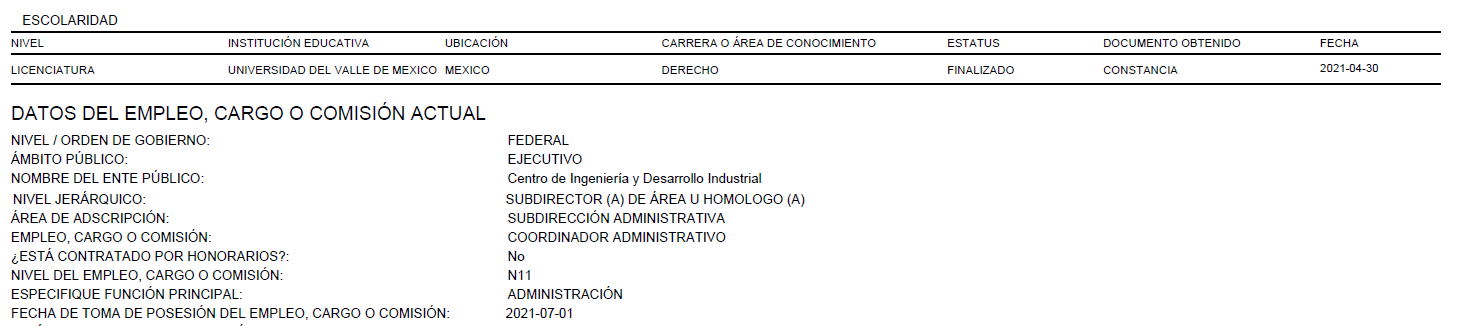 ESCOLARIDAD
NIVEL INSTITUCIÓN EDUCATIVA UBICACIÓN CARRERA O ÁREA DE CONOCIMIENTO ESTATUS DOCUMENTO OBTENIDO FECHA
LICENCIATURA UNIVERSIDAD DEL VALLE DE MEXICO MEXICO DERECHO FINALIZADO CONSTANCIA 2021-04-30
DATOS DEL EMPLEO, CARGO O COMISIÓN ACTUAL
NIVEL / ORDEN DE GOBIERNO: FEDERAL
ÁMBITO PÚBLICO: EJECUTIVO
NOMBRE DEL ENTE PÚBLICO: Centro de Ingeniería y Desarrollo Industrial
NIVEL JERÁRQUICO: SUBDIRECTOR (A) DE ÁREA U HOMOLOGO (A)
ÁREA DE ADSCRIPCIÓN: SUBDIRECCIÓN ADMINISTRATIVA
EMPLEO, CARGO O COMISIÓN: COORDINADOR ADMINISTRATIVO
¿ESTÁ CONTRATADO POR HONORARIOS?: No
NIVEL DEL EMPLEO, CARGO O COMISIÓN: N11
ESPECIFIQUE FUNCIÓN PRINCIPAL: ADMINISTRACIÓN
FECHA DE TOMA DE POSESIÓN DEL EMPLEO, CARGO O COMISIÓN: 2021-07-01